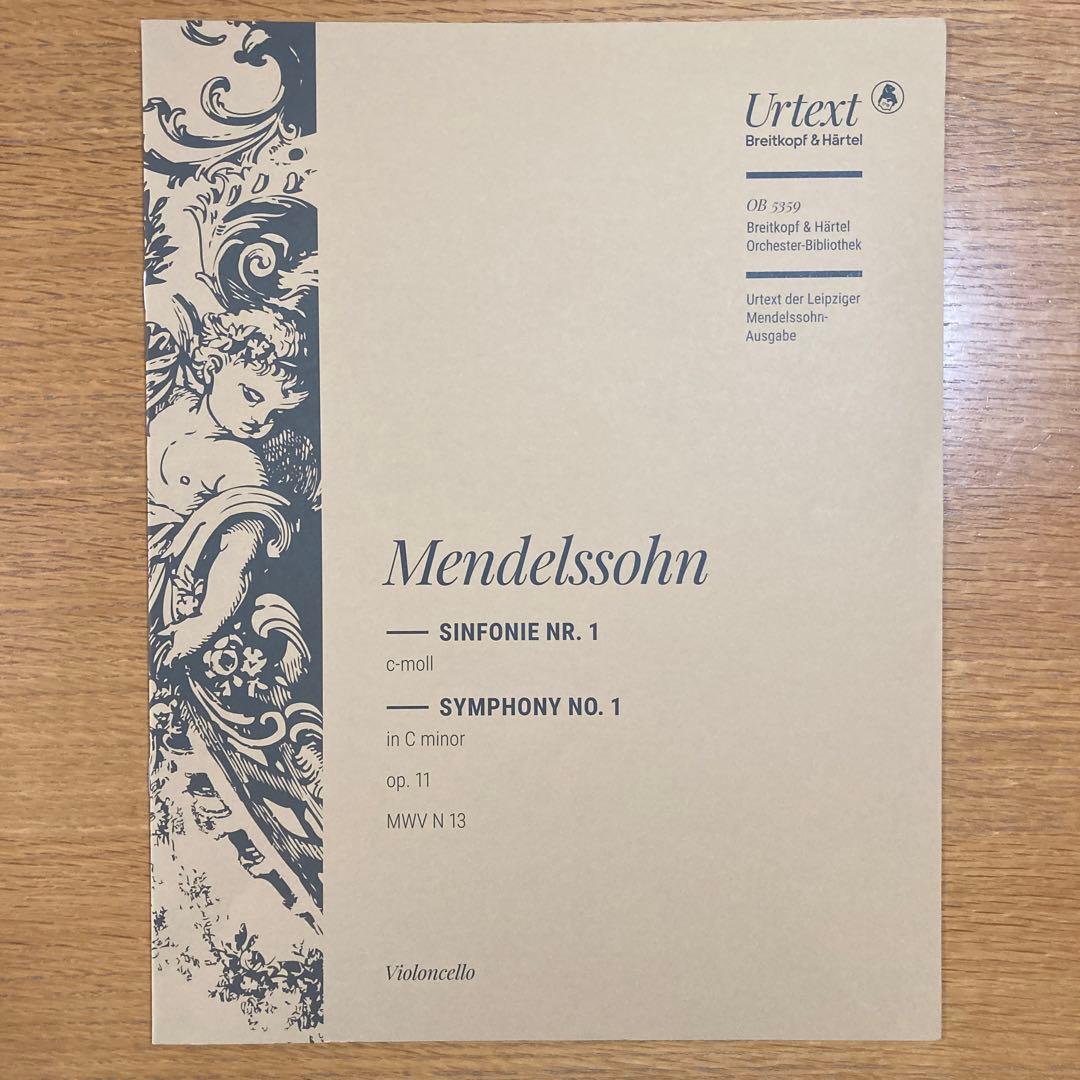 Urtext
Breitkopf & Härtel
OB 5359
Breitkopf & Härtel
Orchester-Bibliothek
Urtext der Leipziger
Mendelssohn-
Ausgabe
Mendelssohn
SINFONIE NR. 1
c-moll
SYMPHONY NO. 1
in C minor
op. 11
MWV N 13
Violoncello